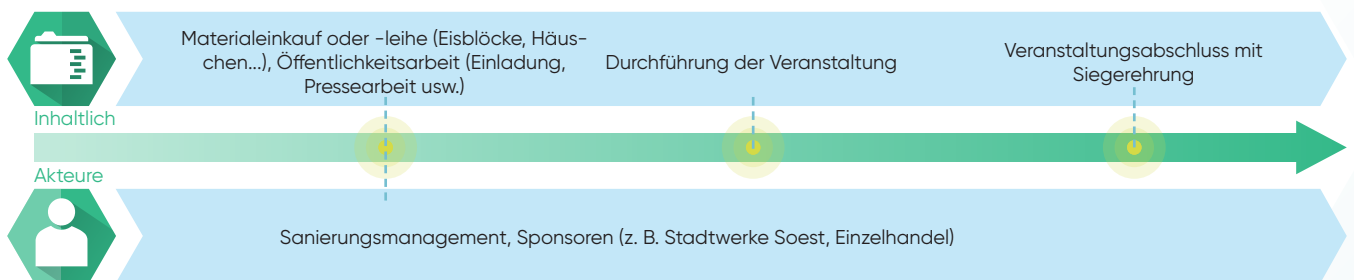 Materialeinkauf oder -leihe (Eisblöcke, Häus-
chen...), Öffentlichkeitsarbeit (Einladung,
Pressearbeit usw.)
Durchführung der Veranstaltung
Veranstaltungsabschluss mit
Siegerehrung
Inhaltlich
Akteure
Sanierungsmanagement, Sponsoren (z. B. Stadtwerke Soest, Einzelhandel)